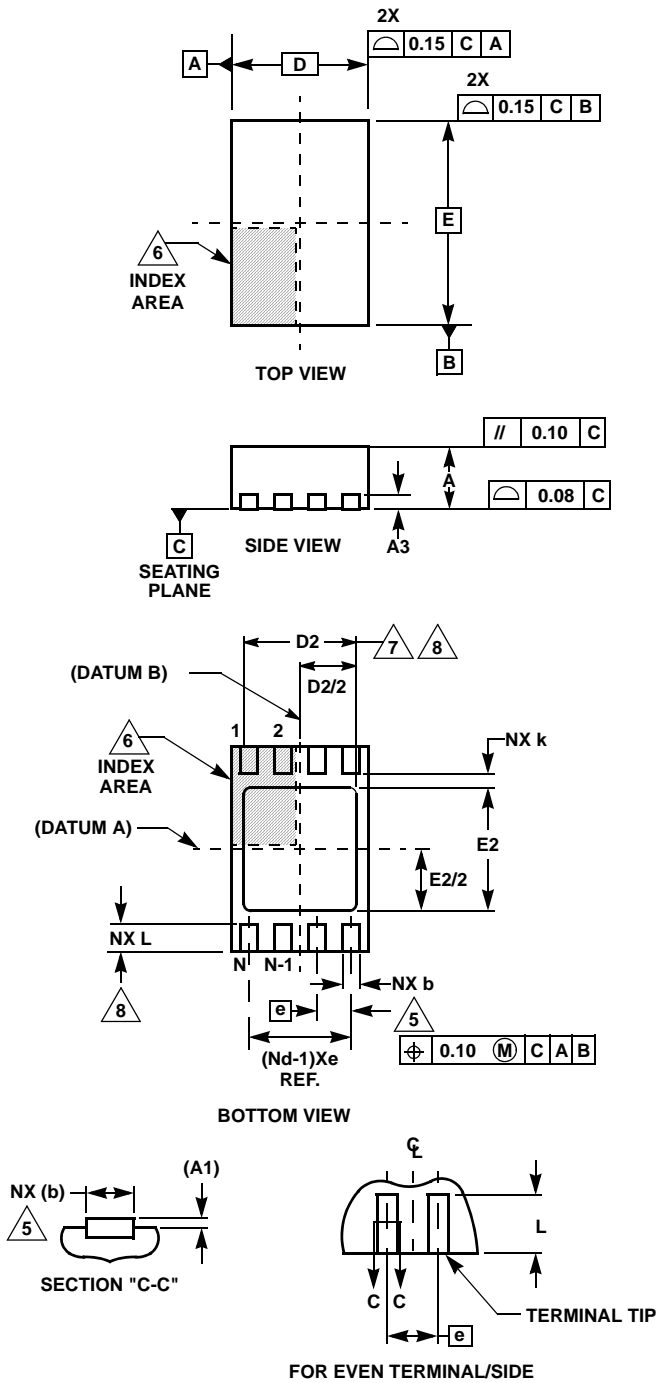 2X
0.15 C A
A D
2X
0.15 C B
E
6
INDEX
AREA
B
TOP VIEW
// 0.10 C
A
0.08 C
C
SIDE VIEW
A3
SEATING
PLANE
D2
7 8
(DATUM B)
D2/2
6
INDEX
AREA
1 2
NX k
(DATUM A)
E2
E2/2
NX L
N N-1
NX b
8
e
5
(Nd-1)Xe
REF.
0.10 M C A B
BOTTOM VIEW
(A1)
NX (b)
5
SECTION "C-C"
CL
L
C C
TERMINAL TIP
e
FOR EVEN TERMINAL/SIDE